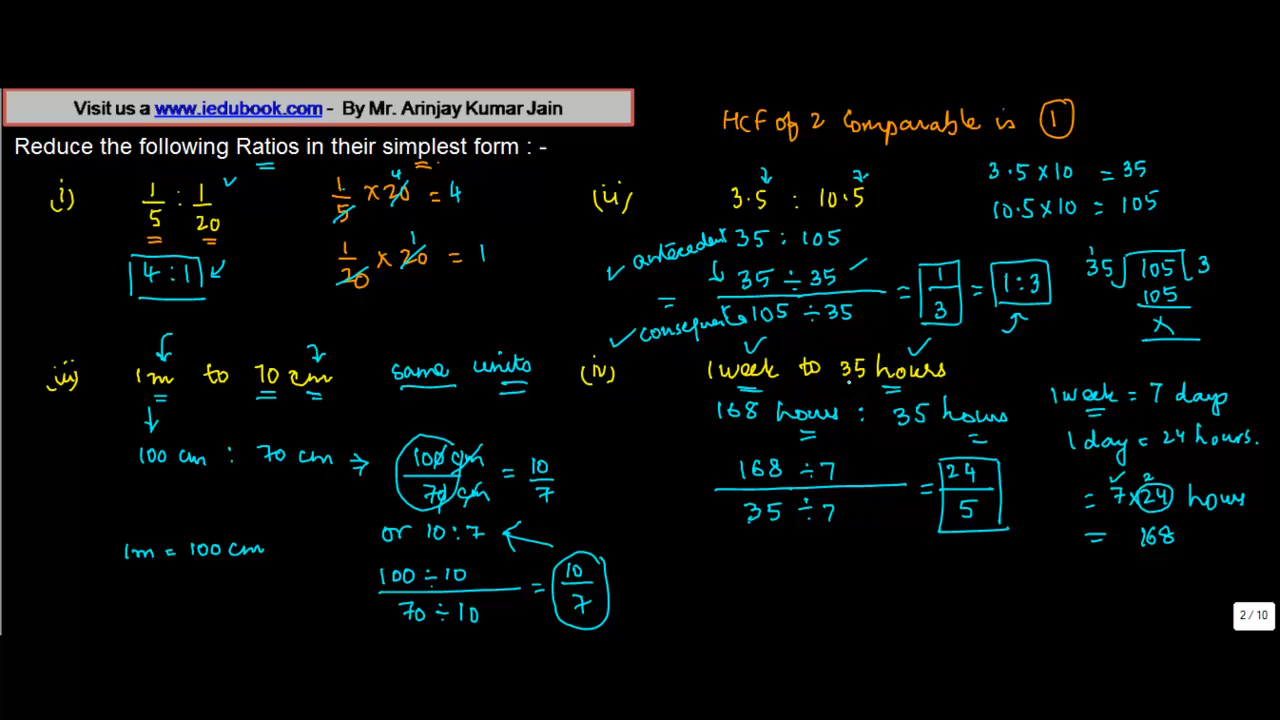 Visit us a www.iedubook.com - By Mr. Arinjay Kumar Jain
HCF of 2 Comparable is 1
Reduce the following Ratios in their simplest form : -
i) 1/5 : 1/20
1/5 × 20 = 4
1/20 × 20 = 1
4 : 1
(ii) 3.5 : 10.5
3.5 × 10 = 35
10.5 × 10 = 105
antecedent 35 : 105
= 35 ÷ 35 / 105 ÷ 35 = 1/3 = 1:3
consequent
35 105 3
105
x
(iii) 1m to 70 cm same units
100 cm : 70 cm ⇒ 100 cm / 70 cm = 10/7
or 10 : 7
1m = 100 cm
100 ÷ 10 / 70 ÷ 10 = 10/7
(iv) 1 week to 35 hours
168 hours : 35 hours
168 ÷ 7 / 35 ÷ 7 = 24/5
1 week = 7 days
1 day = 24 hours.
= 7 × 24 hours
2
= 168
2 / 10